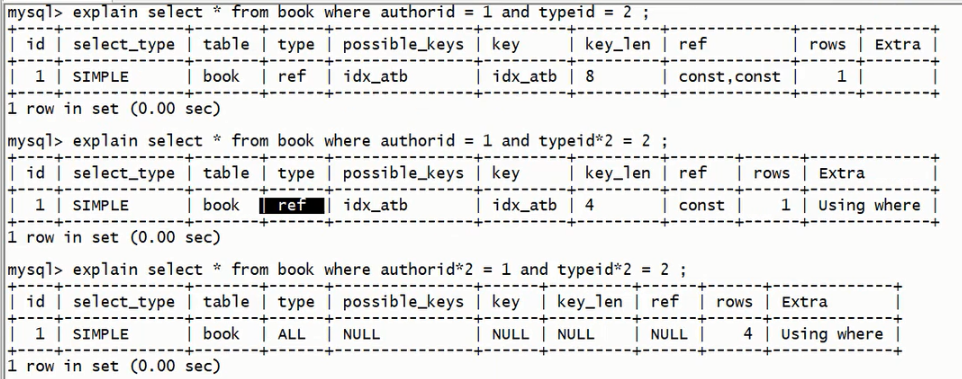 mysql> explain select * from book where authorid = 1 and typeid = 2 ;
+----+-------------+-------+------+---------------+---------+---------+-------------+------+-------+
| id | select_type | table | type | possible_keys | key     | key_len | ref         | rows | Extra |
+----+-------------+-------+------+---------------+---------+---------+-------------+------+-------+
|  1 | SIMPLE      | book  | ref  | idx_atb       | idx_atb | 8       | const,const |    1 |       |
+----+-------------+-------+------+---------------+---------+---------+-------------+------+-------+
1 row in set (0.00 sec)
mysql> explain select * from book where authorid = 1 and typeid*2 = 2 ;
+----+-------------+-------+------+---------------+---------+---------+-------+------+-------------+
| id | select_type | table | type | possible_keys | key     | key_len | ref   | rows | Extra       |
+----+-------------+-------+------+---------------+---------+---------+-------+------+-------------+
|  1 | SIMPLE      | book  | ref  | idx_atb       | idx_atb | 4       | const |    1 | Using where |
+----+-------------+-------+------+---------------+---------+---------+-------+------+-------------+
1 row in set (0.00 sec)
mysql> explain select * from book where authorid*2 = 1 and typeid*2 = 2 ;
+----+-------------+-------+------+---------------+------+---------+------+------+-------------+
| id | select_type | table | type | possible_keys | key  | key_len | ref  | rows | Extra       |
+----+-------------+-------+------+---------------+------+---------+------+------+-------------+
|  1 | SIMPLE      | book  | ALL  | NULL          | NULL | NULL    | NULL |    4 | Using where |
+----+-------------+-------+------+---------------+------+---------+------+------+-------------+
1 row in set (0.00 sec)